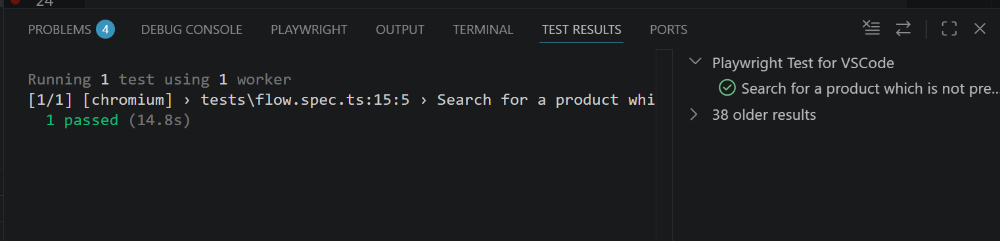 24
PROBLEMS 4 DEBUG CONSOLE PLAYWRIGHT OUTPUT TERMINAL TEST RESULTS PORTS
Running 1 test using 1 worker
[1/1] [chromium] › tests\flow.spec.ts:15:5 › Search for a product whi
1 passed (14.8s)
Playwright Test for VSCode
Search for a product which is not pre...
38 older results